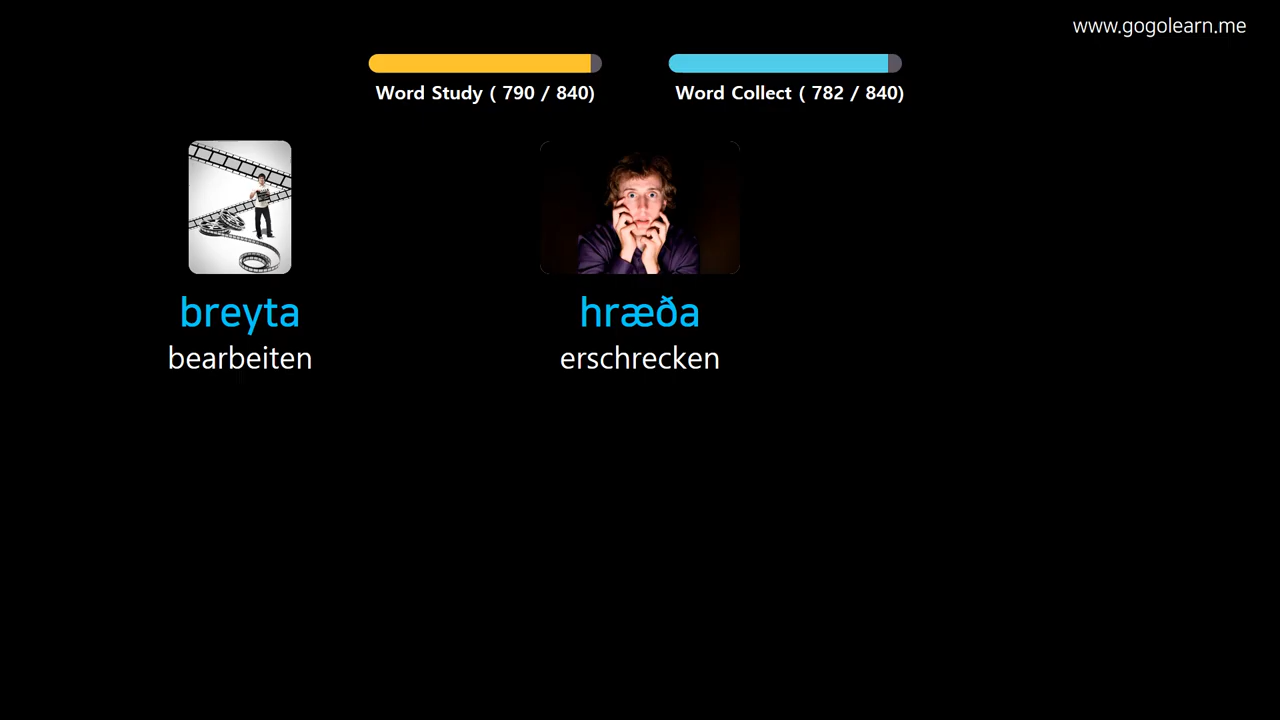 www.gogolearn.me
Word Study ( 790 / 840)
Word Collect ( 782 / 840)
breyta
bearbeiten
hræða
erschrecken